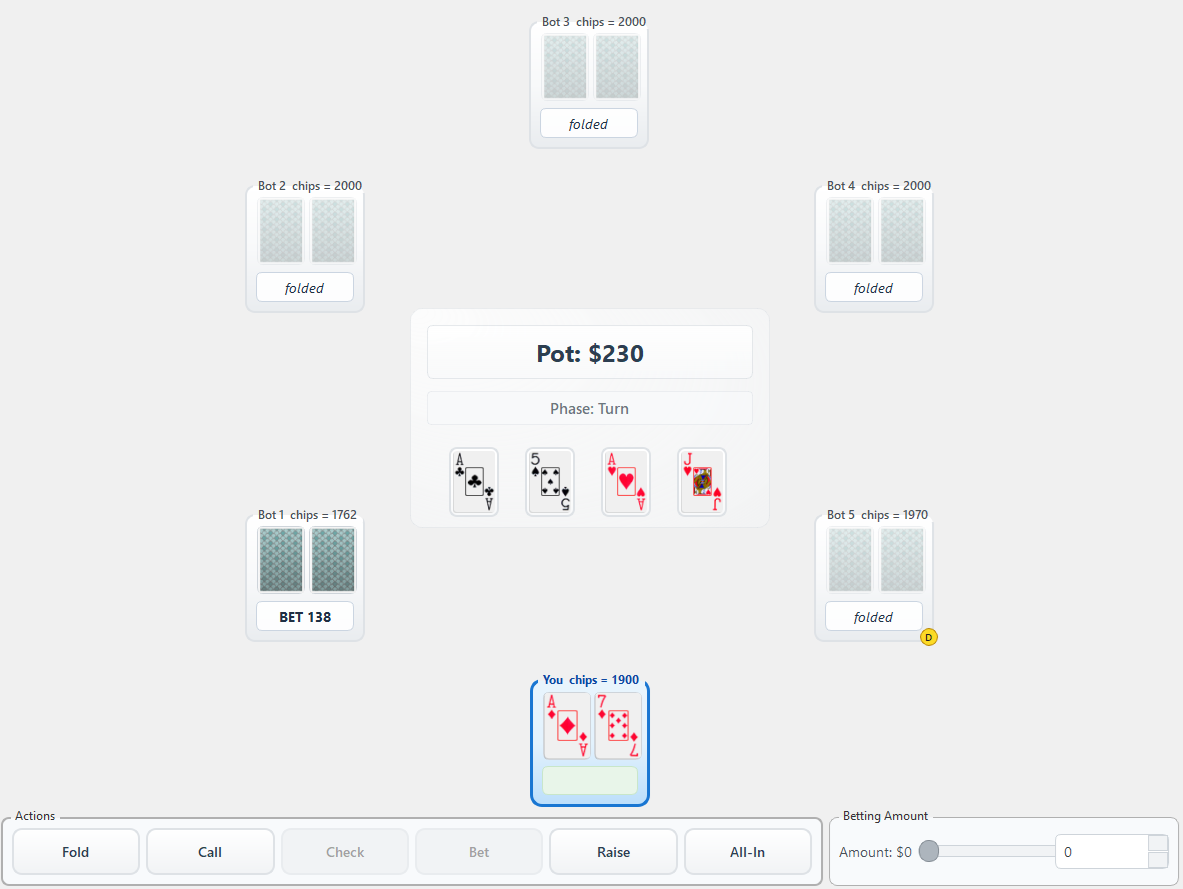 Bot 3 chips = 2000
folded
Bot 2 chips = 2000
folded
Bot 4 chips = 2000
folded
Pot: $230
Phase: Turn
A
A
5
5
A
A
J
J
Bot 1 chips = 1762
BET 138
Bot 5 chips = 1970
folded
D
You chips = 1900
A
A
7
7
Actions
Fold
Call
Check
Bet
Raise
All-In
Betting Amount
Amount: $0
0